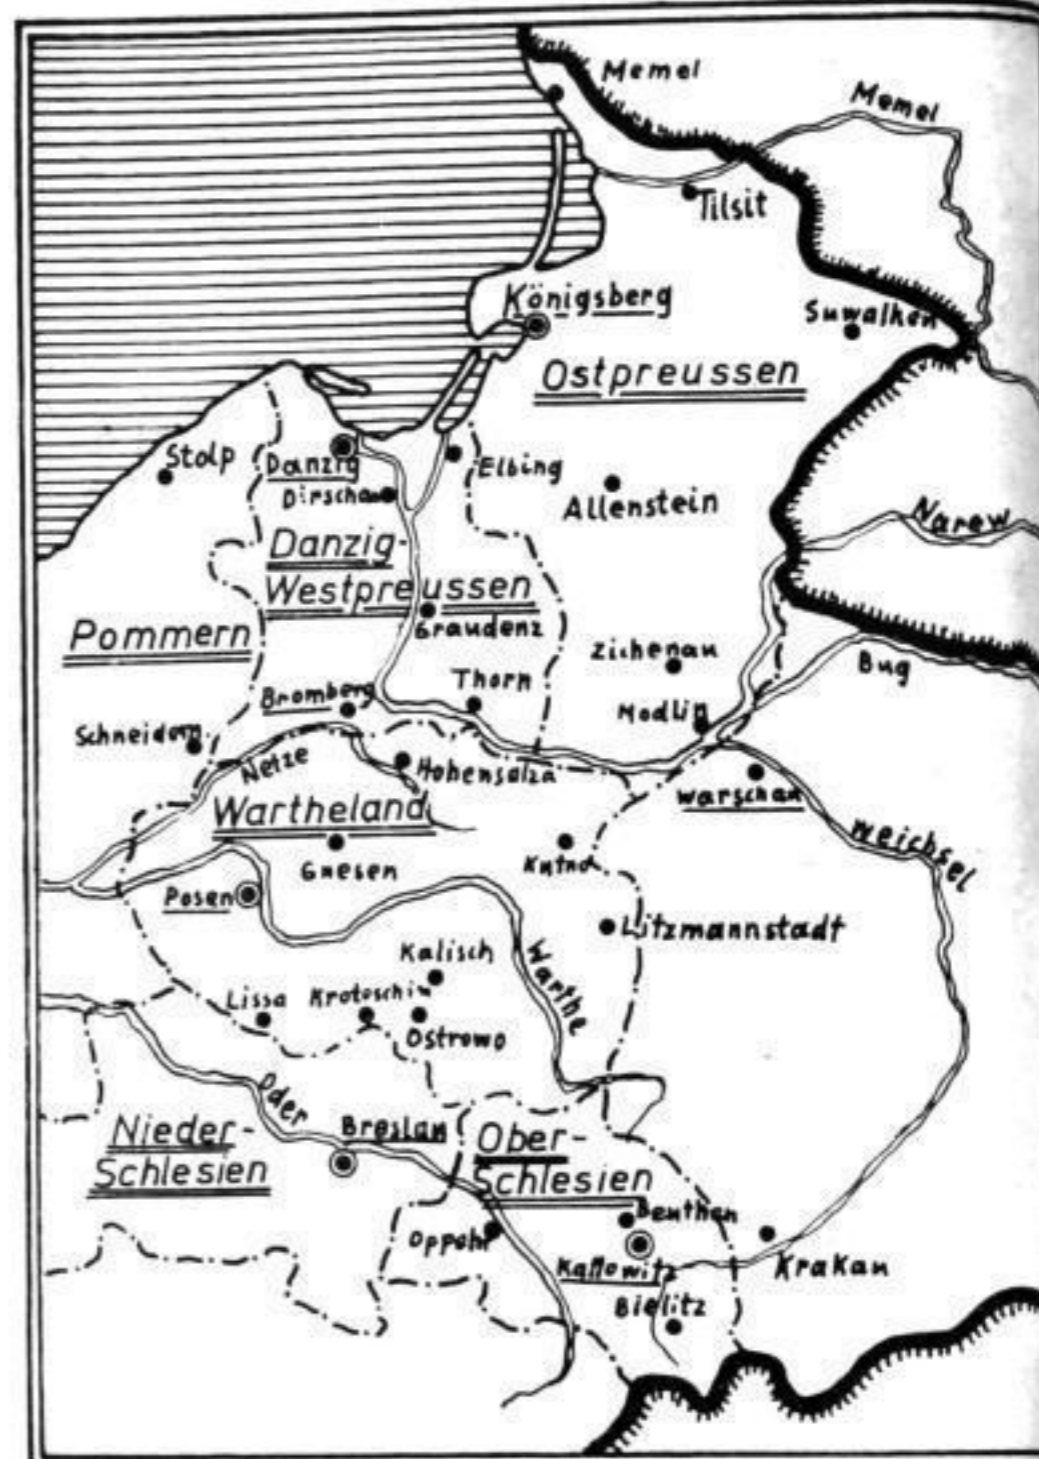 Memel
Memel
Tilsit
Königsberg
Suwalken
Ostpreussen
Stolp
Danzig
Elbing
Dirschau
Allenstein
Narew
Danzig-
Westpreussen
Graudenz
Pommern
Zichenau
Bug
Thorn
Bromberg
Modlin
Schneidem
Netze
Hohensalza
Warschau
Wartheland
Weichsel
Gnesen
Kutno
Posen
Litzmannstadt
Kalisch
Warthe
Lissa
Krotoschin
Ostrowo
Oder
Breslau
Nieder-
Schlesien
Ober-
Schlesien
Beuthen
Oppeln
Kattowitz
Krakau
Bielitz